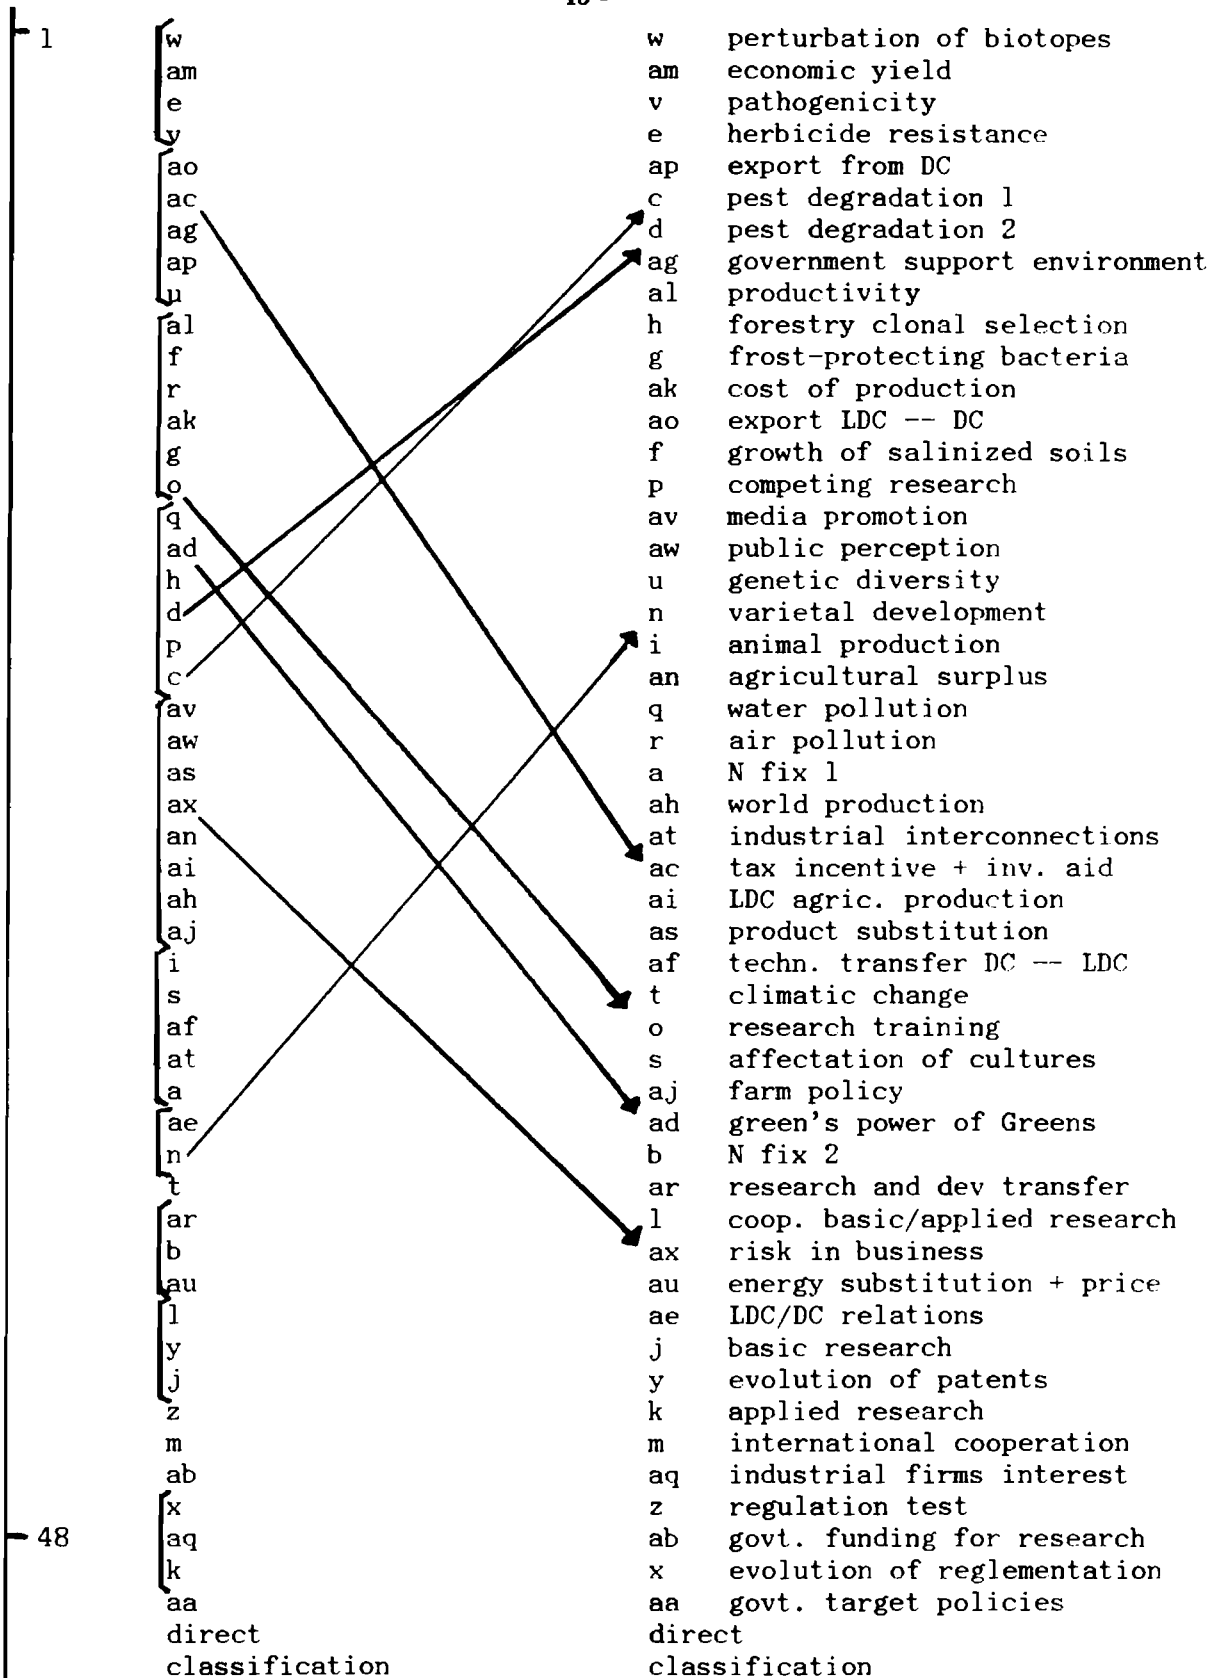 1 w w perturbation of biotopes
am am economic yield
e v pathogenicity
v e herbicide resistance
ao ap export from DC
ac c pest degradation 1
ag d pest degradation 2
ap ag government support environment
u al productivity
al h forestry clonal selection
f g frost-protecting bacteria
r ak cost of production
ak ao export LDC -- DC
g f growth of salinized soils
o p competing research
q av media promotion
ad aw public perception
h u genetic diversity
d n varietal development
p i animal production
c an agricultural surplus
av q water pollution
aw r air pollution
as a N fix 1
ax ah world production
an at industrial interconnections
ai ac tax incentive + inv. aid
ah ai LDC agric. production
aj as product substitution
i af techn. transfer DC -- LDC
s t climatic change
af o research training
at s affectation of cultures
a aj farm policy
ae ad green's power of Greens
n b N fix 2
t ar research and dev transfer
ar l coop. basic/applied research
b ax risk in business
au au energy substitution + price
l ae LDC/DC relations
y j basic research
j y evolution of patents
z k applied research
m m international cooperation
ab aq industrial firms interest
x z regulation test
48 aq ab govt. funding for research
k x evolution of reglementation
aa aa govt. target policies
direct direct
classification classification